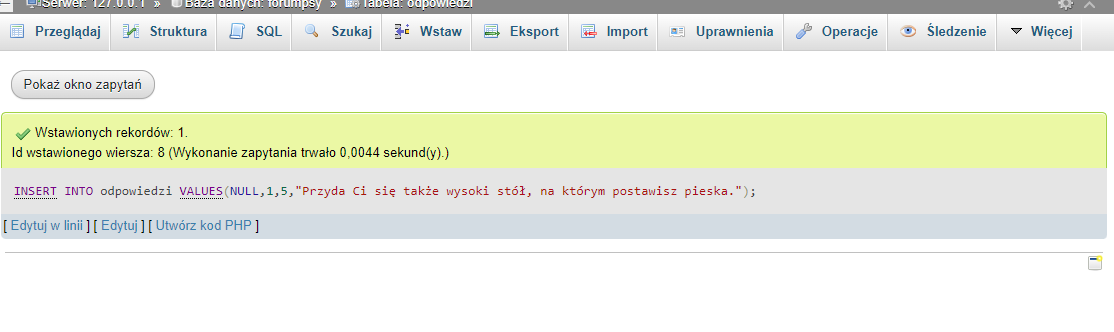 Serwer: 127.0.0.1 » Baza danych: forumpsy » Tabela: odpowiedzi
Przeglądaj Struktura SQL Szukaj Wstaw Eksport Import Uprawnienia Operacje Śledzenie Więcej
Pokaż okno zapytań
Wstawionych rekordów: 1.
Id wstawionego wiersza: 8 (Wykonanie zapytania trwało 0,0044 sekund(y).)
INSERT INTO odpowiedzi VALUES(NULL,1,5,"Przyda Ci się także wysoki stół, na którym postawisz pieska.");
[ Edytuj w linii ] [ Edytuj ] [ Utwórz kod PHP ]